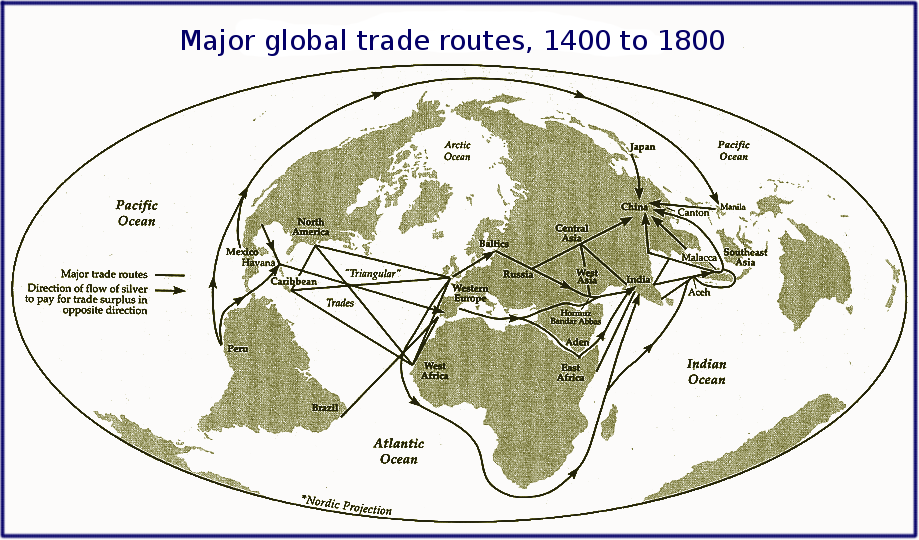 Major global trade routes, 1400 to 1800
Arctic
Ocean
Japan
Pacific
Ocean
Pacific
Ocean
China
Canton
Manila
North
America
Central
Asia
Baltics
Mexico
Havana
Malacca
Southeast
Asia
Major trade routes
Direction of flow of silver
to pay for trade surplus in
opposite direction
"Triangular"
Trades
Caribbean
Russia
West
Asia
India
Western
Europe
Aceh
Hormuz
Bandar Abbas
Aden
Peru
West
Africa
East
Africa
Indian
Ocean
Brazil
Atlantic
Ocean
*Nordic Projection